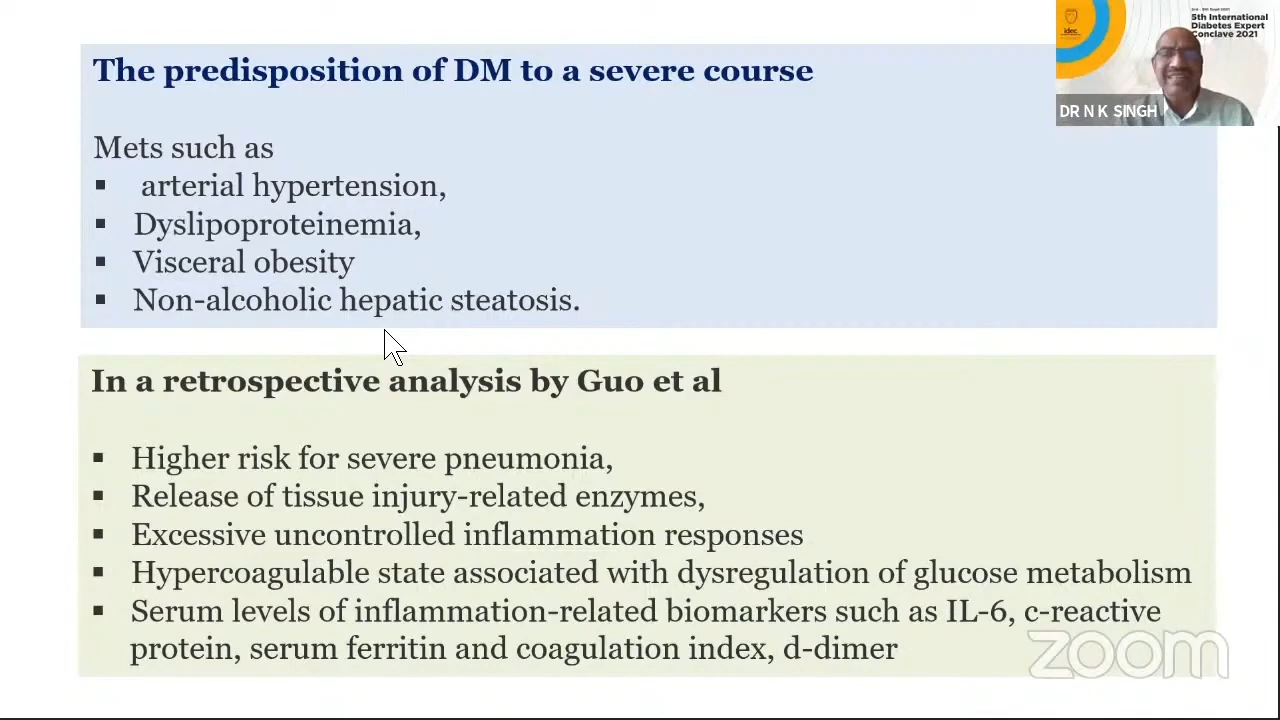 The predisposition of DM to a severe course
Mets such as
▪ arterial hypertension,
▪ Dyslipoproteinemia,
▪ Visceral obesity
▪ Non-alcoholic hepatic steatosis.
In a retrospective analysis by Guo et al
▪ Higher risk for severe pneumonia,
▪ Release of tissue injury-related enzymes,
▪ Excessive uncontrolled inflammation responses
▪ Hypercoagulable state associated with dysregulation of glucose metabolism
▪ Serum levels of inflammation-related biomarkers such as IL-6, c-reactive
protein, serum ferritin and coagulation index, d-dimer
idec
5th International
Diabetes Expert
Conclave 2021
DR N K SINGH
zoom